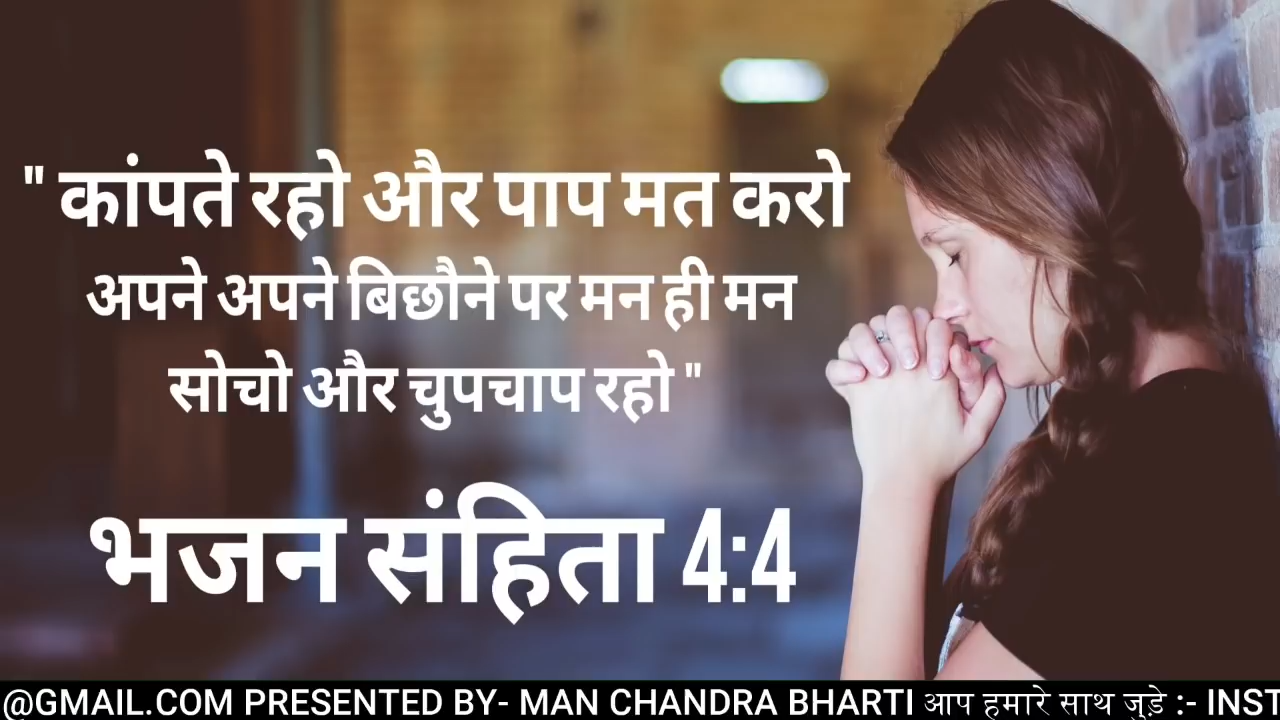 " कांपते रहो और पाप मत करो
अपने अपने बिछौने पर मन ही मन
सोचो और चुपचाप रहो "
भजन संहिता 4:4
@GMAIL.COM PRESENTED BY- MAN CHANDRA BHARTI आप हमारे साथ जुड़े :- INST